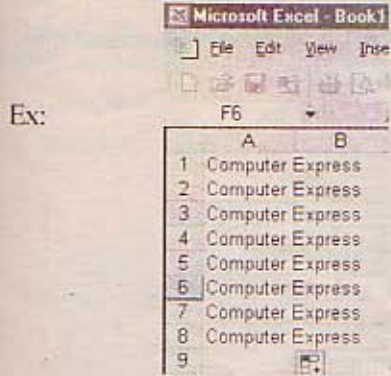 Microsoft Excel - Book1
File Edit View Inse
Ex:
F6
A B
1 Computer Express
2 Computer Express
3 Computer Express
4 Computer Express
5 Computer Express
6 Computer Express
7 Computer Express
8 Computer Express
9